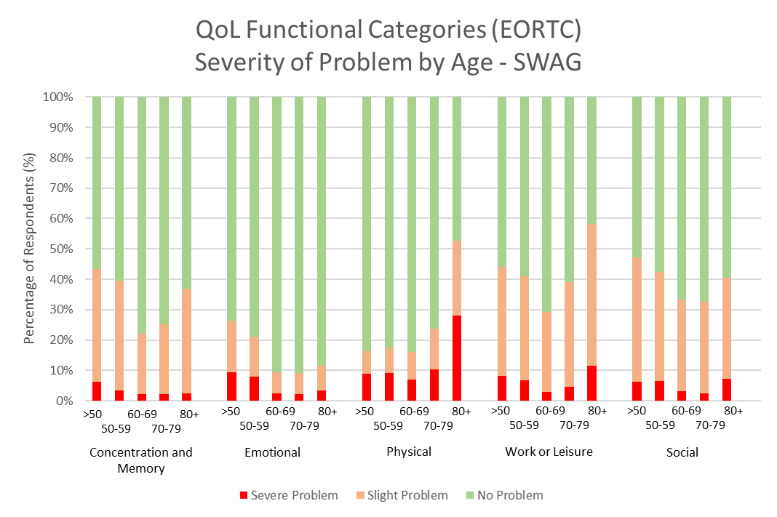 QoL Functional Categories (EORTC)
Severity of Problem by Age - SWAG
Percentage of Respondents (%)
100%
90%
80%
70%
60%
50%
40%
30%
20%
10%
0%
>50 60-69 80+ >50 60-69 80+ >50 60-69 80+ >50 60-69 80+ >50 60-69 80+
50-59 70-79 50-59 70-79 50-59 70-79 50-59 70-79 50-59 70-79
Concentration and Emotional Physical Work or Leisure Social
Memory
Severe Problem Slight Problem No Problem